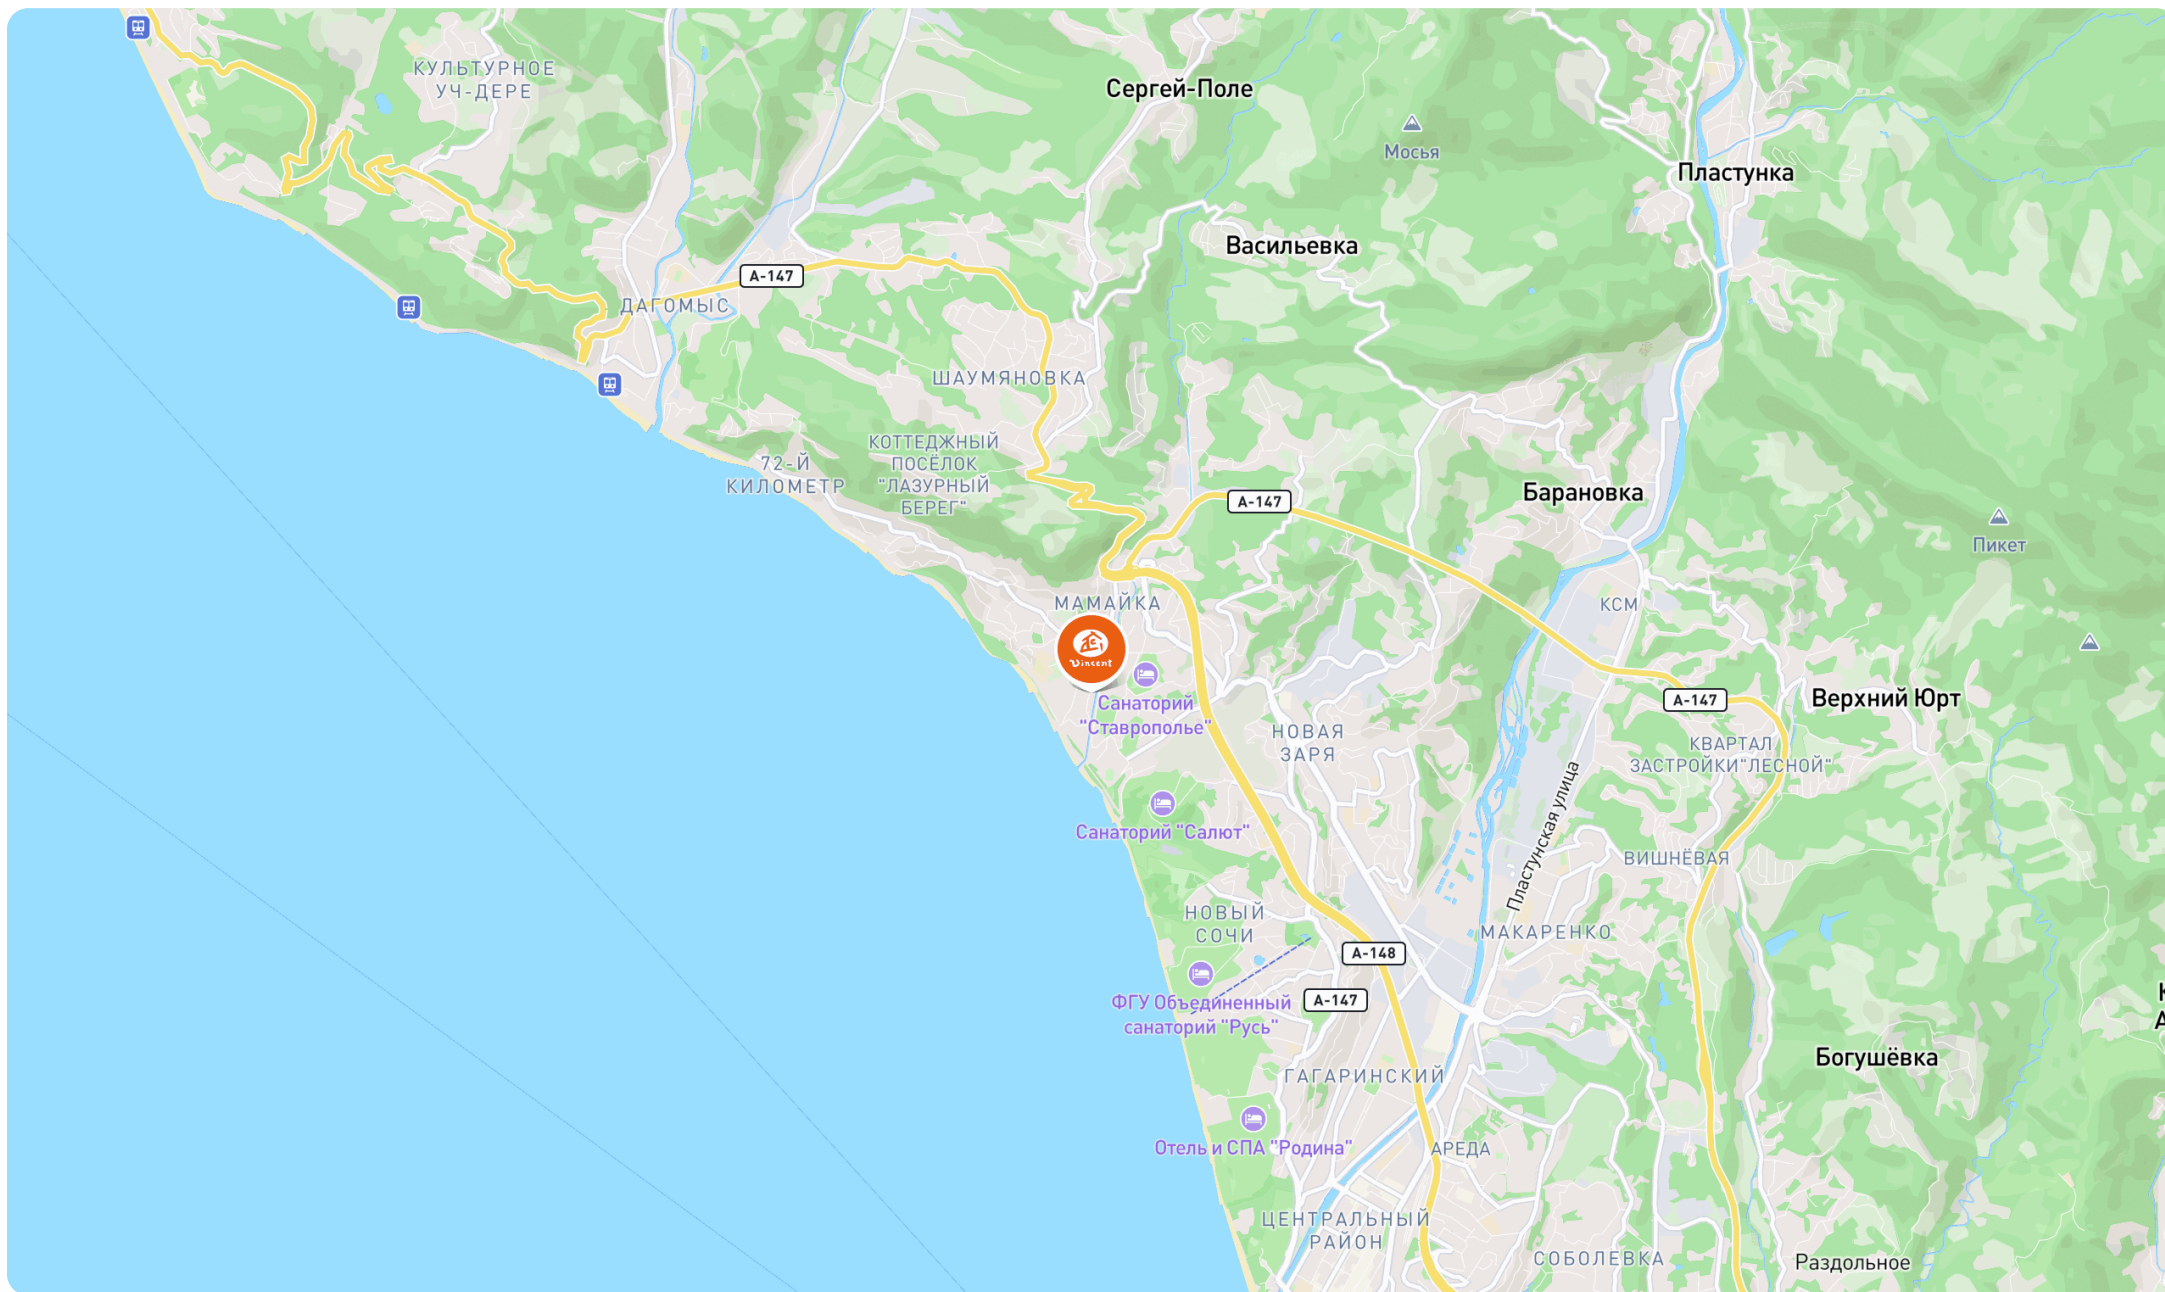 КУЛЬТУРНОЕ
УЧ-ДЕРЕ
Сергей-Поле
Мосья
Пластунка
Васильевка
А-147
ДАГОМЫС
ШАУМЯНОВКА
КОТТЕДЖНЫЙ
ПОСЁЛОК
"ЛАЗУРНЫЙ
БЕРЕГ"
72-Й
КИЛОМЕТР
А-147
Барановка
Пикет
МАМАЙКА
КСМ
Vincent
Санаторий
"Ставрополье"
А-147
Верхний Юрт
НОВАЯ
ЗАРЯ
КВАРТАЛ
ЗАСТРОЙКИ"ЛЕСНОЙ"
Пластунская улица
Санаторий "Салют"
ВИШНЁВАЯ
НОВЫЙ
СОЧИ
МАКАРЕНКО
А-148
ФГУ Объединенный
санаторий "Русь"
А-147
Богушёвка
ГАГАРИНСКИЙ
Отель и СПА "Родина"
АРЕДА
ЦЕНТРАЛЬНЫЙ
РАЙОН
СОБОЛЕВКА
Раздольное